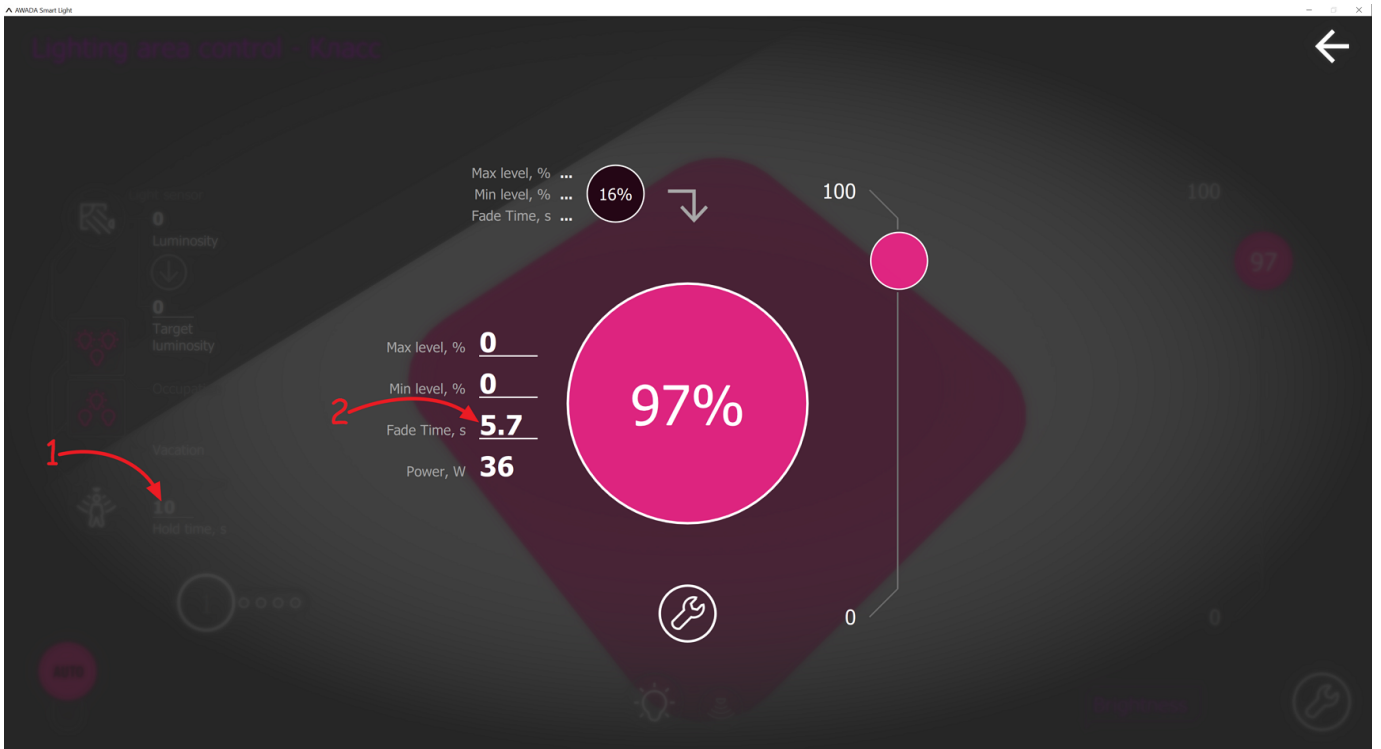 AWADA Smart Light
Lighting area control - Класс
Max level, % ...
Min level, % ...
Fade Time, s ...
16%
100
100
Light sensor
0
Luminosity
97
0
Target
luminosity
Max level, % 0
Min level, % 0
Occupation
2
Fade Time, s 5.7
97%
1
Vacation
Power, W 36
10
Hold time, s
1
0
0